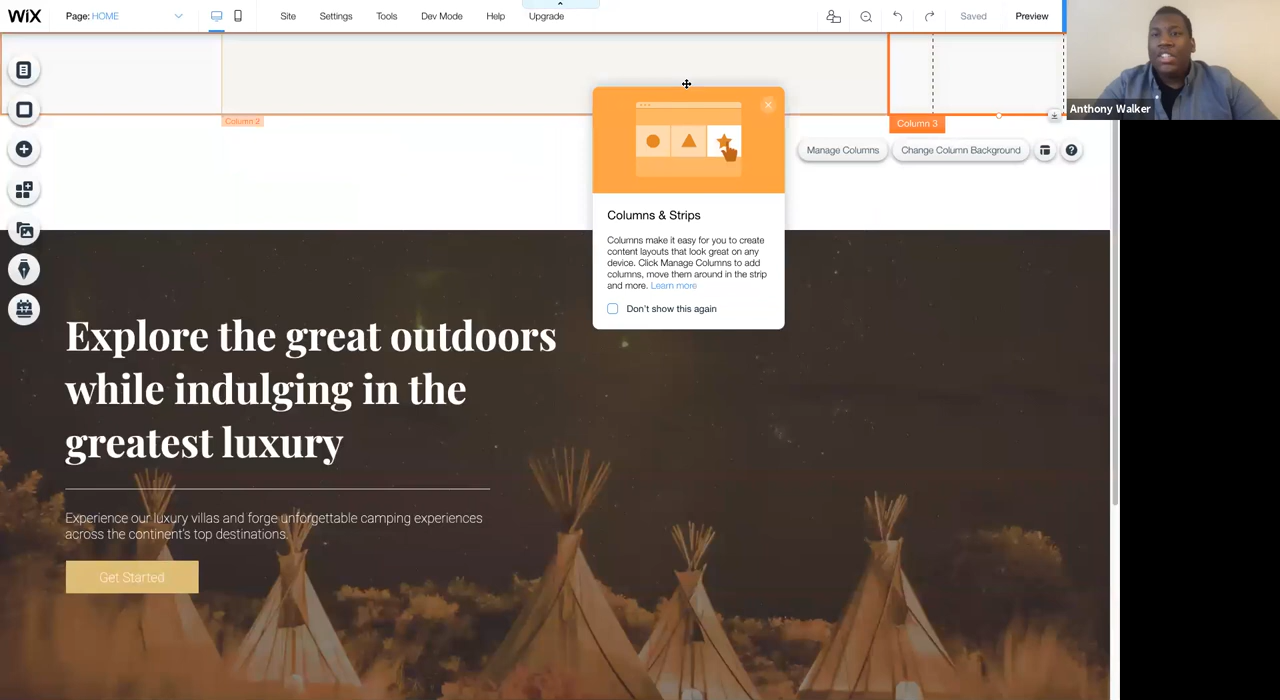 WiX
Page: HOME
Site
Settings
Tools
Dev Mode
Help
Upgrade
Saved
Preview
Anthony Walker
Column 2
Column 3
Manage Columns
Change Column Background
Columns & Strips
Columns make it easy for you to create
content layouts that look great on any
device. Click Manage Columns to add
columns, move them around in the strip
and more. Learn more
Don't show this again
Explore the great outdoors
while indulging in the
greatest luxury
Experience our luxury villas and forge unforgettable camping experiences
across the continent's top destinations.
Get Started